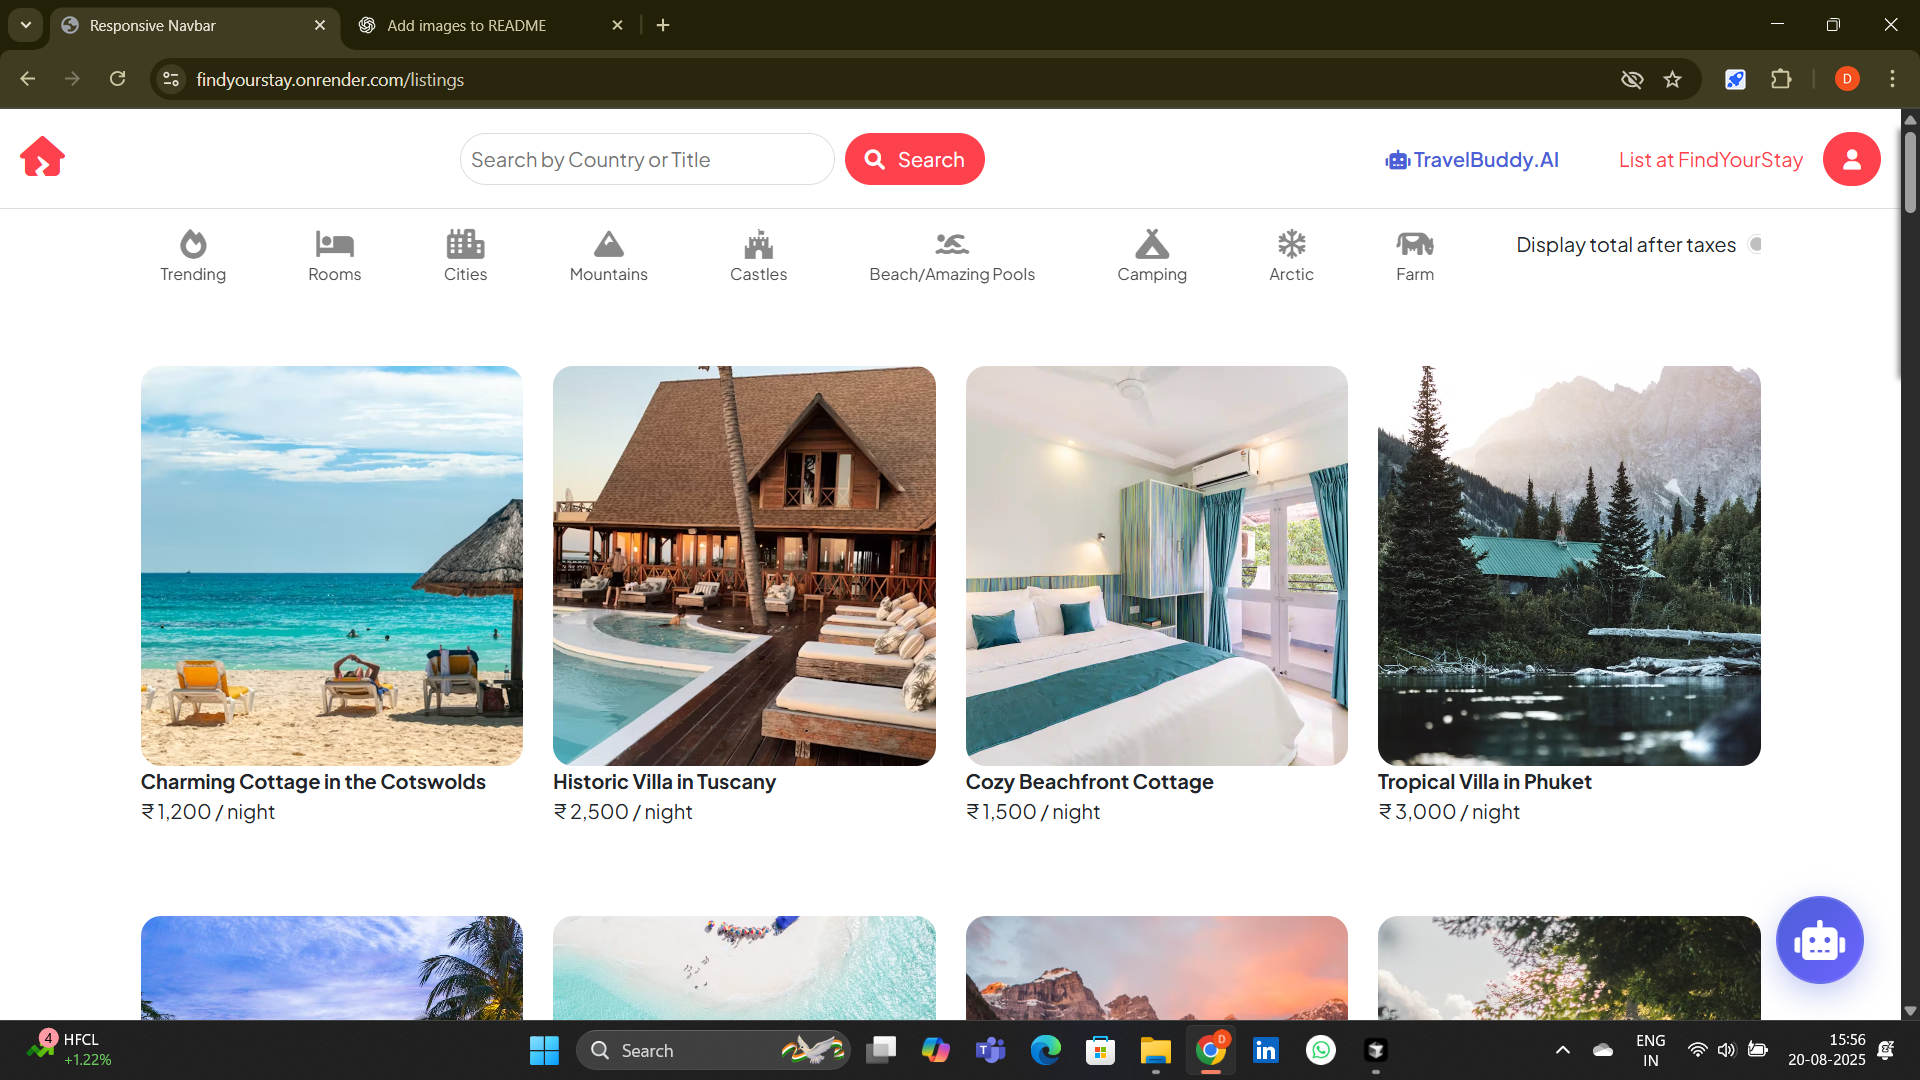 Responsive Navbar
Add images to README
findyourstay.onrender.com/listings
D
Search by Country or Title
Search
TravelBuddy.AI
List at FindYourStay
Trending
Rooms
Cities
Mountains
Castles
Beach/Amazing Pools
Camping
Arctic
Farm
Display total after taxes
Charming Cottage in the Cotswolds
₹ 1,200 / night
Historic Villa in Tuscany
₹ 2,500 / night
Cozy Beachfront Cottage
₹ 1,500 / night
Tropical Villa in Phuket
₹ 3,000 / night
4
HFCL
+1.22%
Search
T
D
in
ENG
IN
15:56
20-08-2025